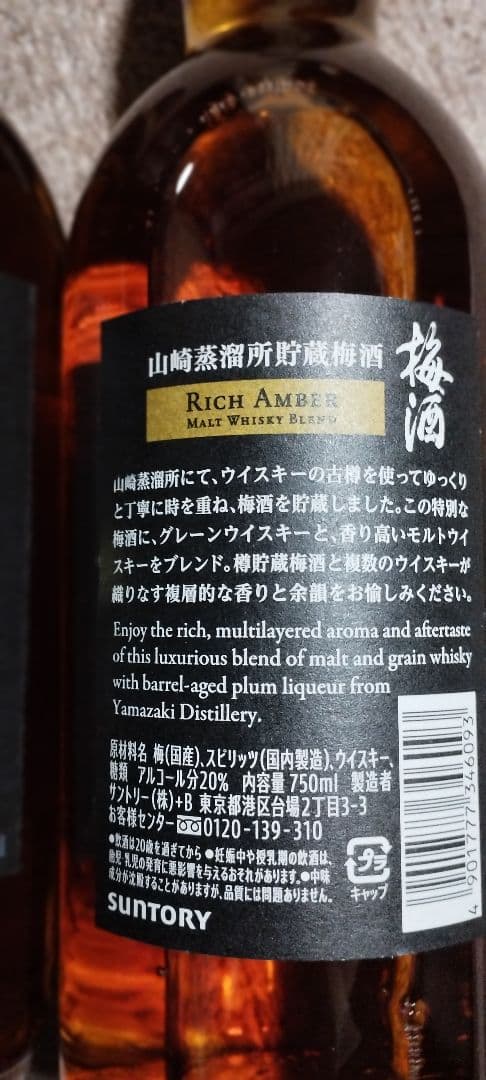 山崎蒸溜所貯蔵梅酒
梅酒
RICH AMBER
MALT WHISKY BLEND
山崎蒸溜所にて、ウイスキーの古樽を使ってゆっくり
と丁寧に時を重ね、梅酒を貯蔵しました。この特別な
梅酒に、グレーンウイスキーと、香り高いモルトウイ
スキーをブレンド。樽貯蔵梅酒と複数のウイスキーが
織りなす複層的な香りと余韻をお愉しみください。
Enjoy the rich, multilayered aroma and aftertaste
of this luxurious blend of malt and grain whisky
with barrel-aged plum liqueur from
Yamazaki Distillery.
原材料名 梅(国産)、スピリッツ(国内製造)、ウイスキー、
糖類 アルコール分20% 内容量750ml 製造者
サントリー(株)+B 東京都港区台場2丁目3-3
お客様センター 0120-139-310
●飲酒は20歳を過ぎてから ●妊娠中や授乳期の飲酒は、
胎児・乳児の発育に悪影響を与えるおそれがあります。●中味
成分が沈殿することがありますが、品質には問題ありません。
プラ
キャップ
SUNTORY
4 901777 346093